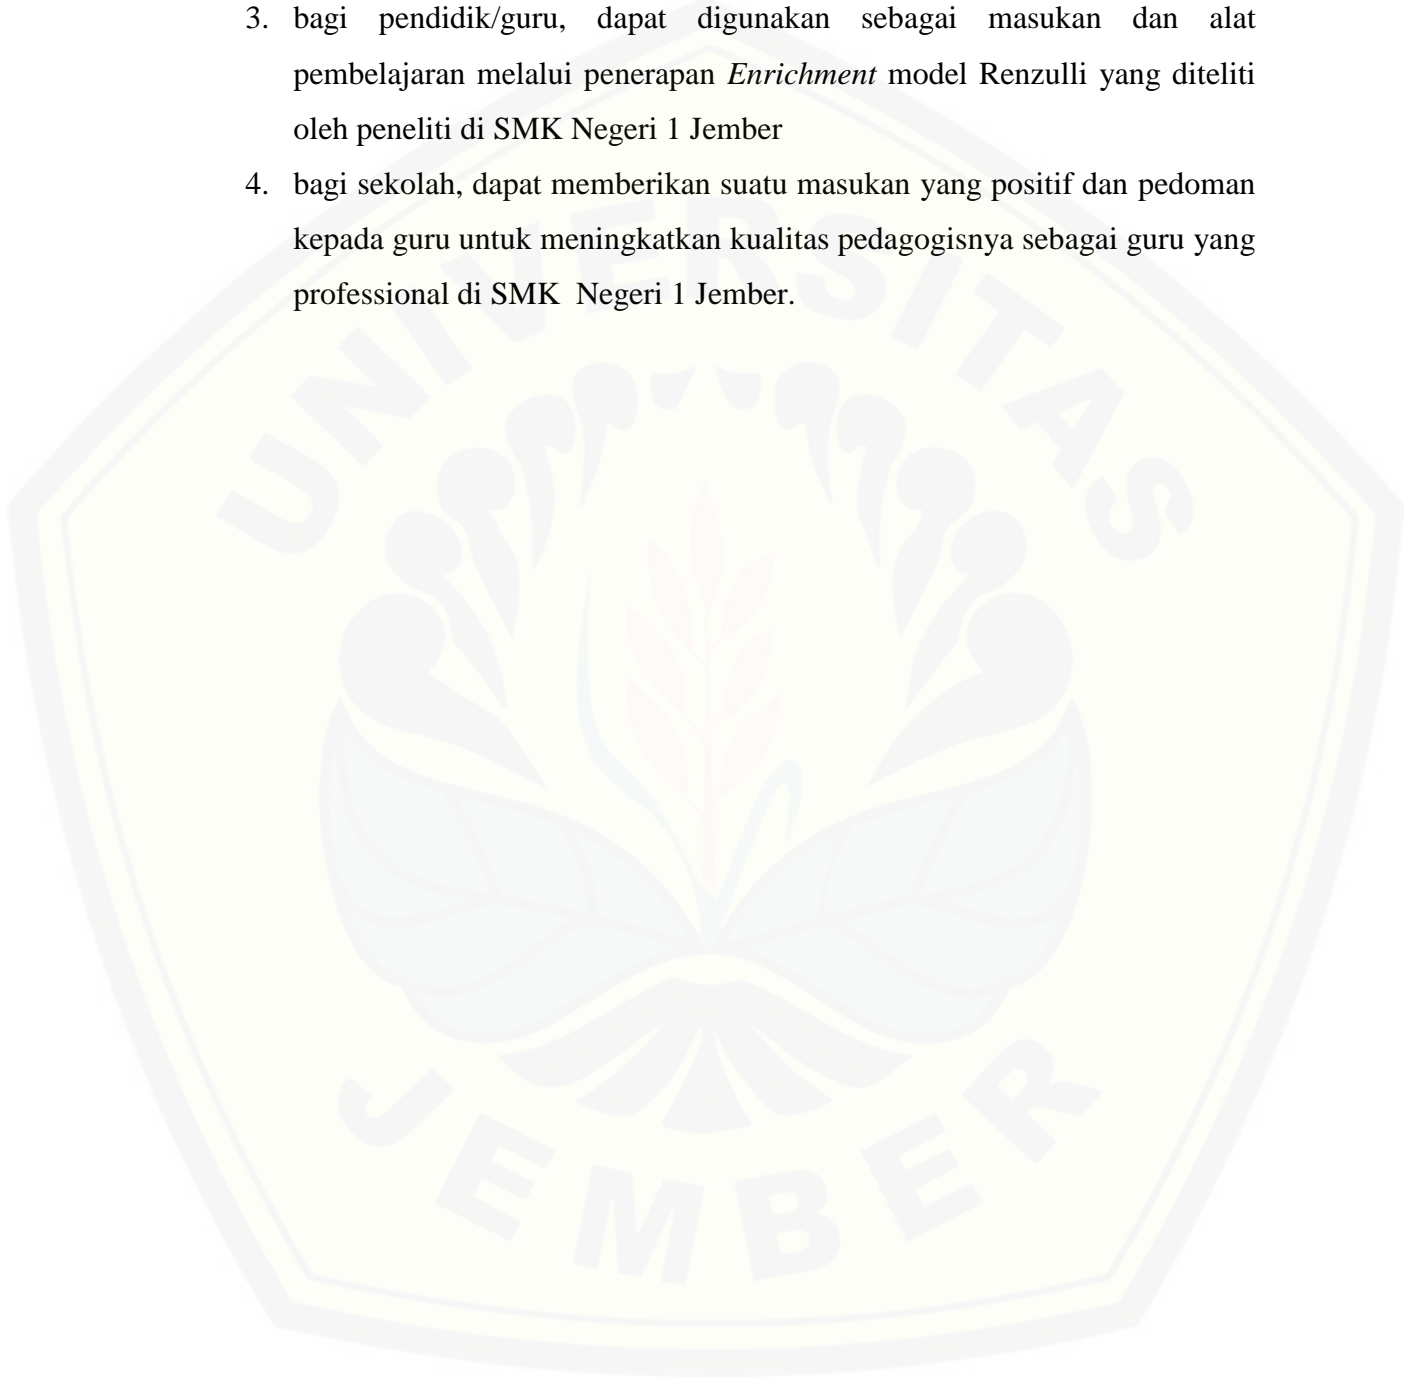 3. bagi pendidik/guru, dapat digunakan sebagai masukan dan alat
pembelajaran melalui penerapan Enrichment model Renzulli yang diteliti
oleh peneliti di SMK Negeri 1 Jember
4. bagi sekolah, dapat memberikan suatu masukan yang positif dan pedoman
kepada guru untuk meningkatkan kualitas pedagogisnya sebagai guru yang
professional di SMK  Negeri 1 Jember.
UNIVERSITAS
JEMBER